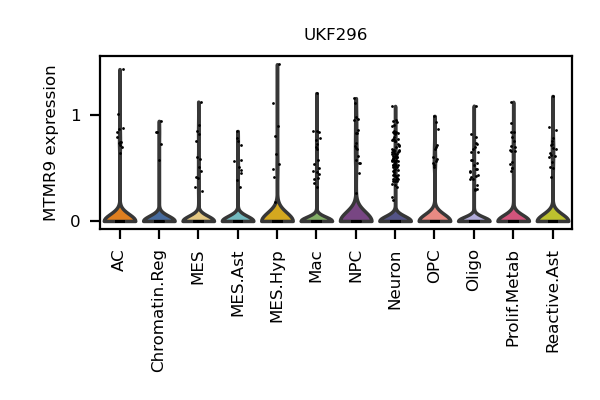 UKF296
MTMR9 expression
1
0
AC
Chromatin.Reg
MES
MES.Ast
MES.Hyp
Mac
NPC
Neuron
OPC
Oligo
Prolif.Metab
Reactive.Ast